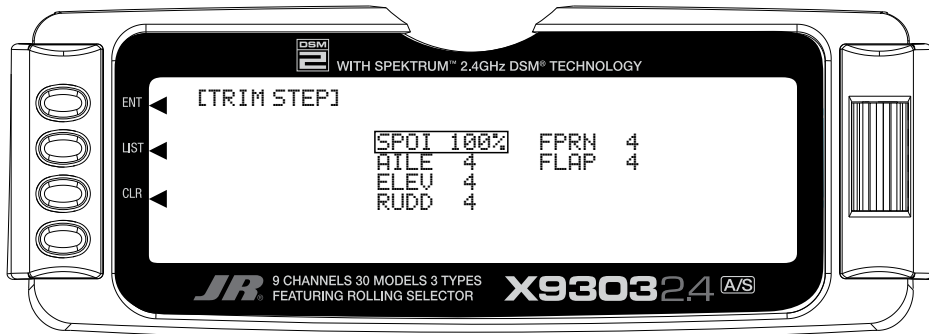 DSM
2
WITH SPEKTRUM™ 2.4GHz DSM® TECHNOLOGY
ENT
LIST
CLR
[TRIM STEP]
SPOI 100% FPRN 4
AILE 4 FLAP 4
ELEV 4
RUDD 4
JR® 9 CHANNELS 30 MODELS 3 TYPES
FEATURING ROLLING SELECTOR
X9303 2.4 A/S